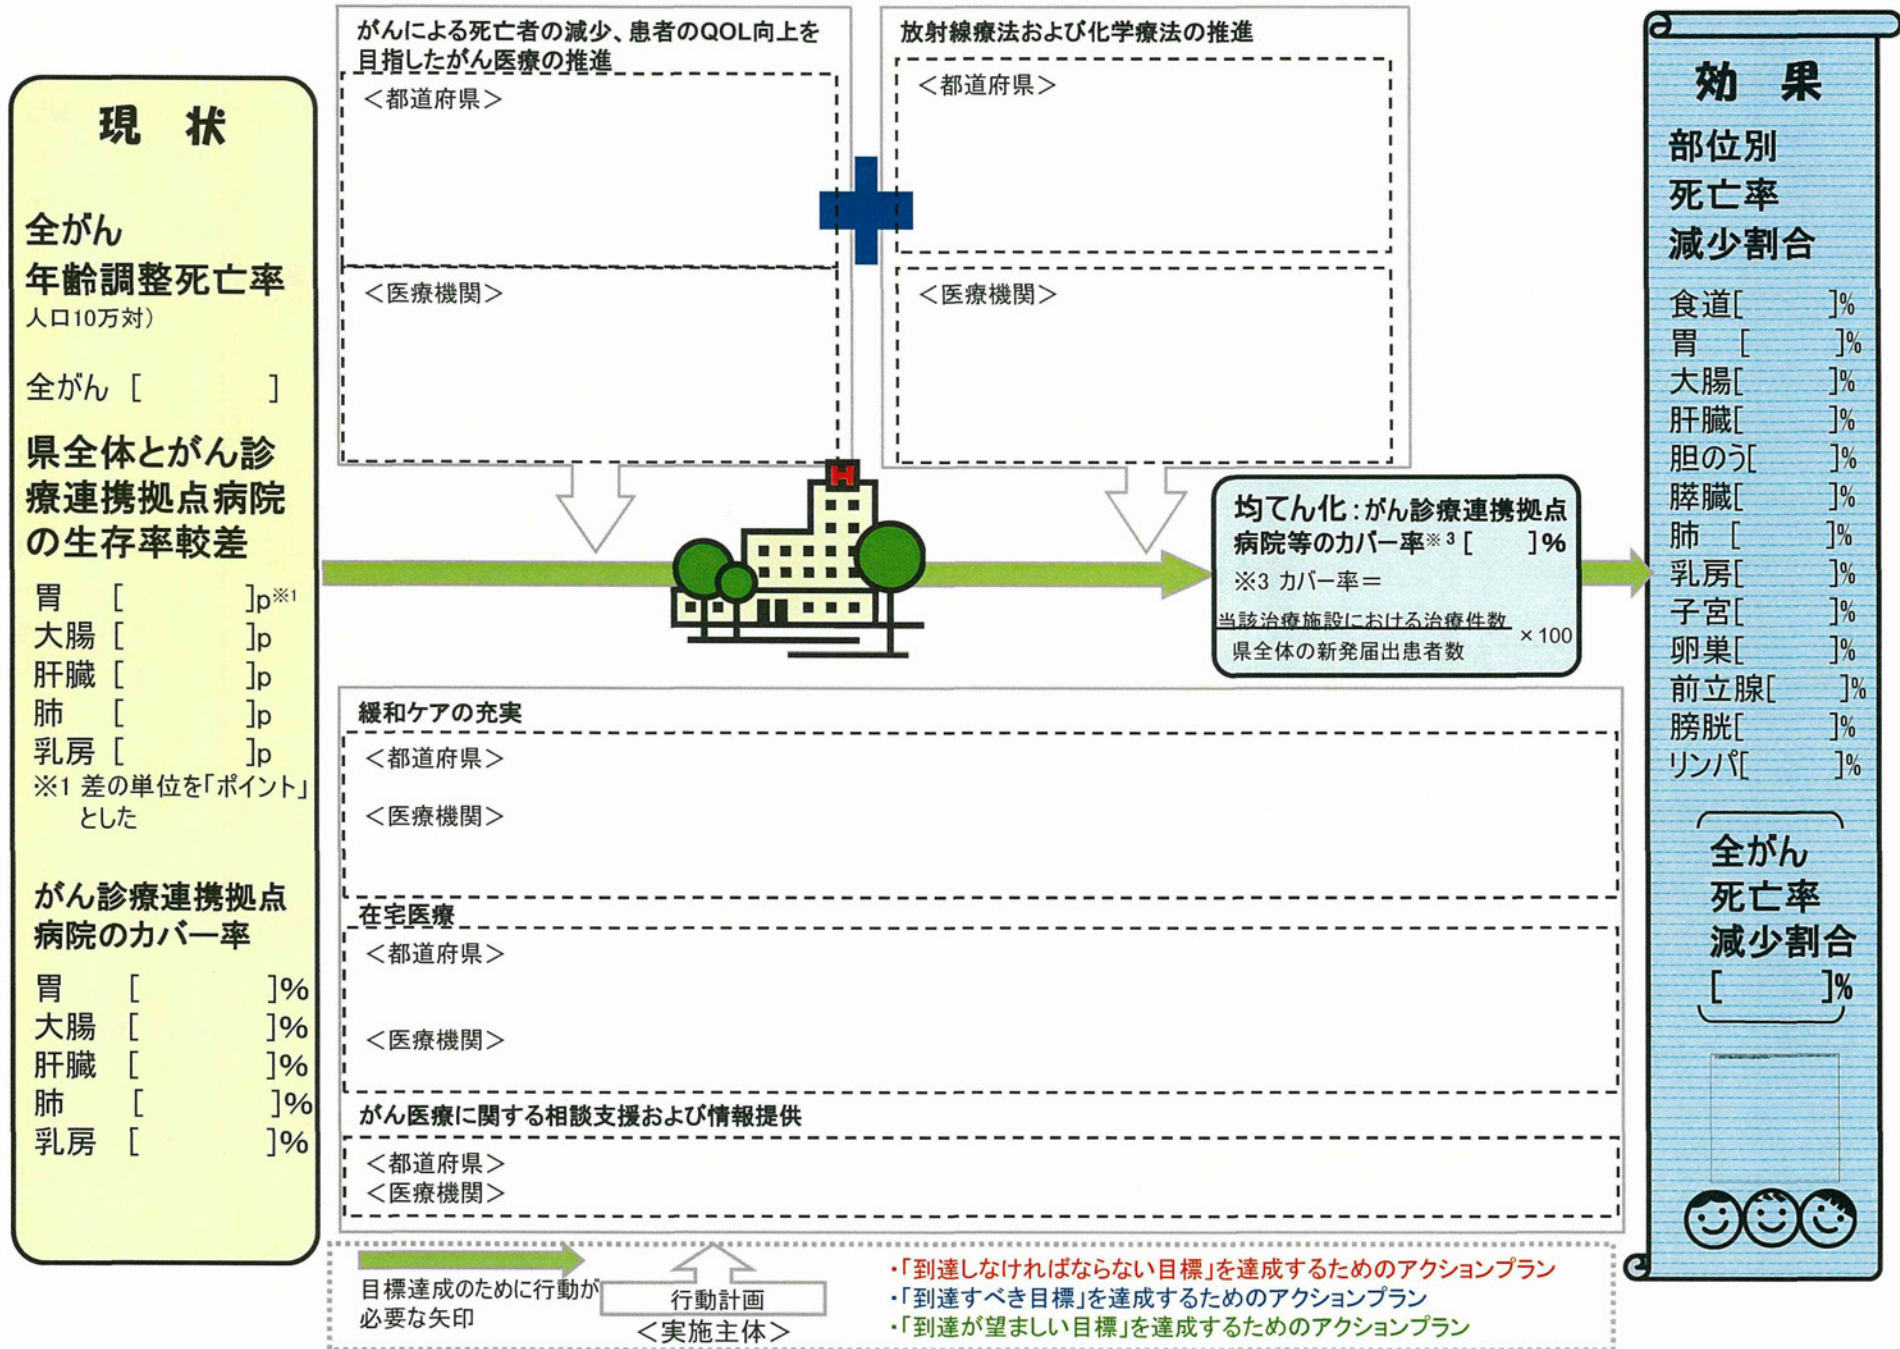 現 状
全がん
年齢調整死亡率
人口10万対）
全がん [ ]
県全体とがん診
療連携拠点病院
の生存率較差
胃 [ ]p※1
大腸 [ ]p
肝臓 [ ]p
肺 [ ]p
乳房 [ ]p
※1 差の単位を「ポイント」
とした
がん診療連携拠点
病院のカバー率
胃 [ ]%
大腸 [ ]%
肝臓 [ ]%
肺 [ ]%
乳房 [ ]%
がんによる死亡者の減少、患者のQOL向上を
目指したがん医療の推進
＜都道府県＞
＜医療機関＞
放射線療法および化学療法の推進
＜都道府県＞
＜医療機関＞
H
均てん化：がん診療連携拠点
病院等のカバー率※3 [ ]%
※3 カバー率＝
当該治療施設における治療件数
県全体の新発届出患者数
×100
緩和ケアの充実
＜都道府県＞
＜医療機関＞
在宅医療
＜都道府県＞
＜医療機関＞
がん医療に関する相談支援および情報提供
＜都道府県＞
＜医療機関＞
目標達成のために行動が
必要な矢印
行動計画
＜実施主体＞
・「到達しなければならない目標」を達成するためのアクションプラン
・「到達すべき目標」を達成するためのアクションプラン
・「到達が望ましい目標」を達成するためのアクションプラン
効 果
部位別
死亡率
減少割合
食道[ ]%
胃 [ ]%
大腸[ ]%
肝臓[ ]%
胆のう[ ]%
膵臓[ ]%
肺 [ ]%
乳房[ ]%
子宮[ ]%
卵巣[ ]%
前立腺[ ]%
膀胱[ ]%
リンパ[ ]%
全がん
死亡率
減少割合
[ ]%